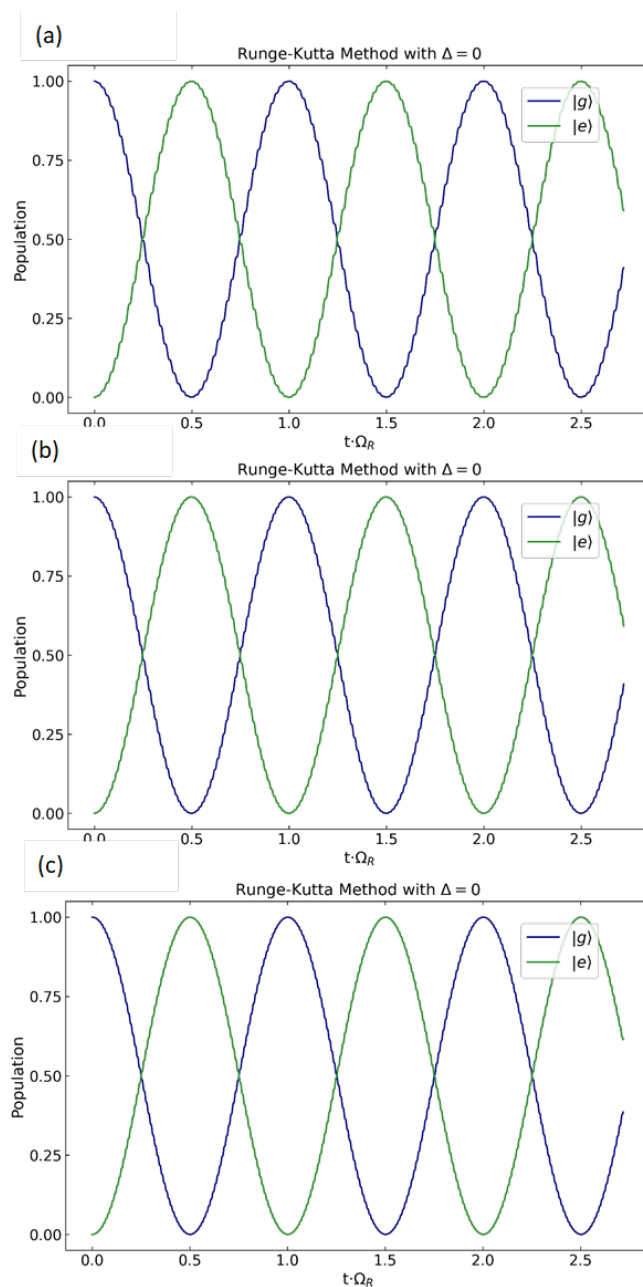 (a)
Runge-Kutta Method with Δ = 0
1.00
0.75
0.50
0.25
0.00
Population
|g⟩
|e⟩
0.0 0.5 1.0 1.5 2.0 2.5
t·Ω_R
(b)
Runge-Kutta Method with Δ = 0
1.00
0.75
0.50
0.25
0.00
Population
|g⟩
|e⟩
0.0 0.5 1.0 1.5 2.0 2.5
t·Ω_R
(c)
Runge-Kutta Method with Δ = 0
1.00
0.75
0.50
0.25
0.00
Population
|g⟩
|e⟩
0.0 0.5 1.0 1.5 2.0 2.5
t·Ω_R